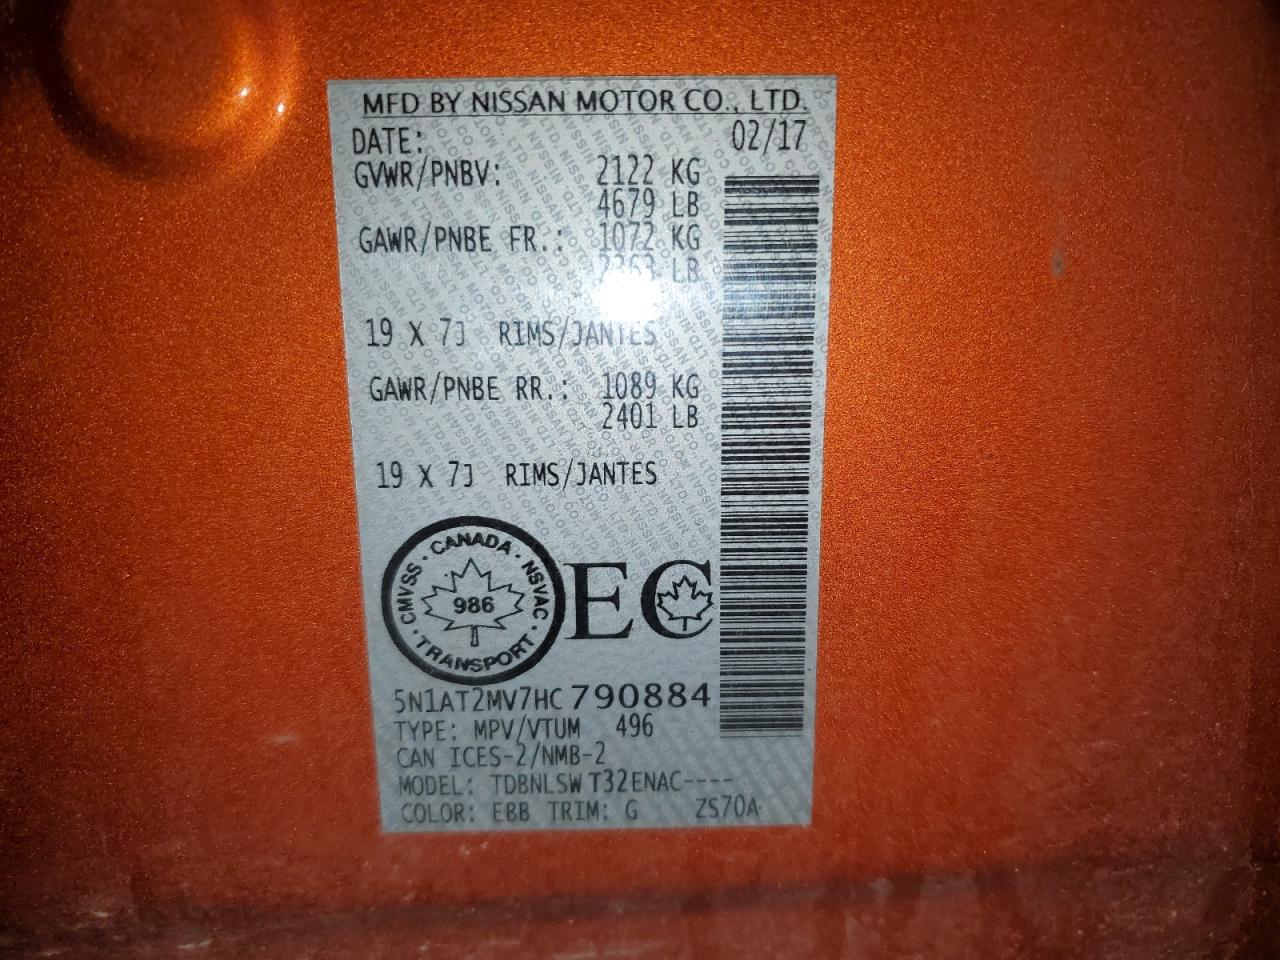 MFD BY NISSAN MOTOR CO., LTD.
DATE: 02/17
GVWR/PNBV: 2122 KG
4679 LB
GAWR/PNBE FR.: 1072 KG
2363 LB
19 X 7J RIMS/JANTES
GAWR/PNBE RR.: 1089 KG
2401 LB
19 X 7J RIMS/JANTES
CMVSS · CANADA · NSVAC · TRANSPORT ·
986
EC
5N1AT2MV7HC790884
TYPE: MPV/VTUM 496
CAN ICES-2/NMB-2
MODEL: TDBNLSW T32ENAC----
COLOR: EBB TRIM: G ZS70A